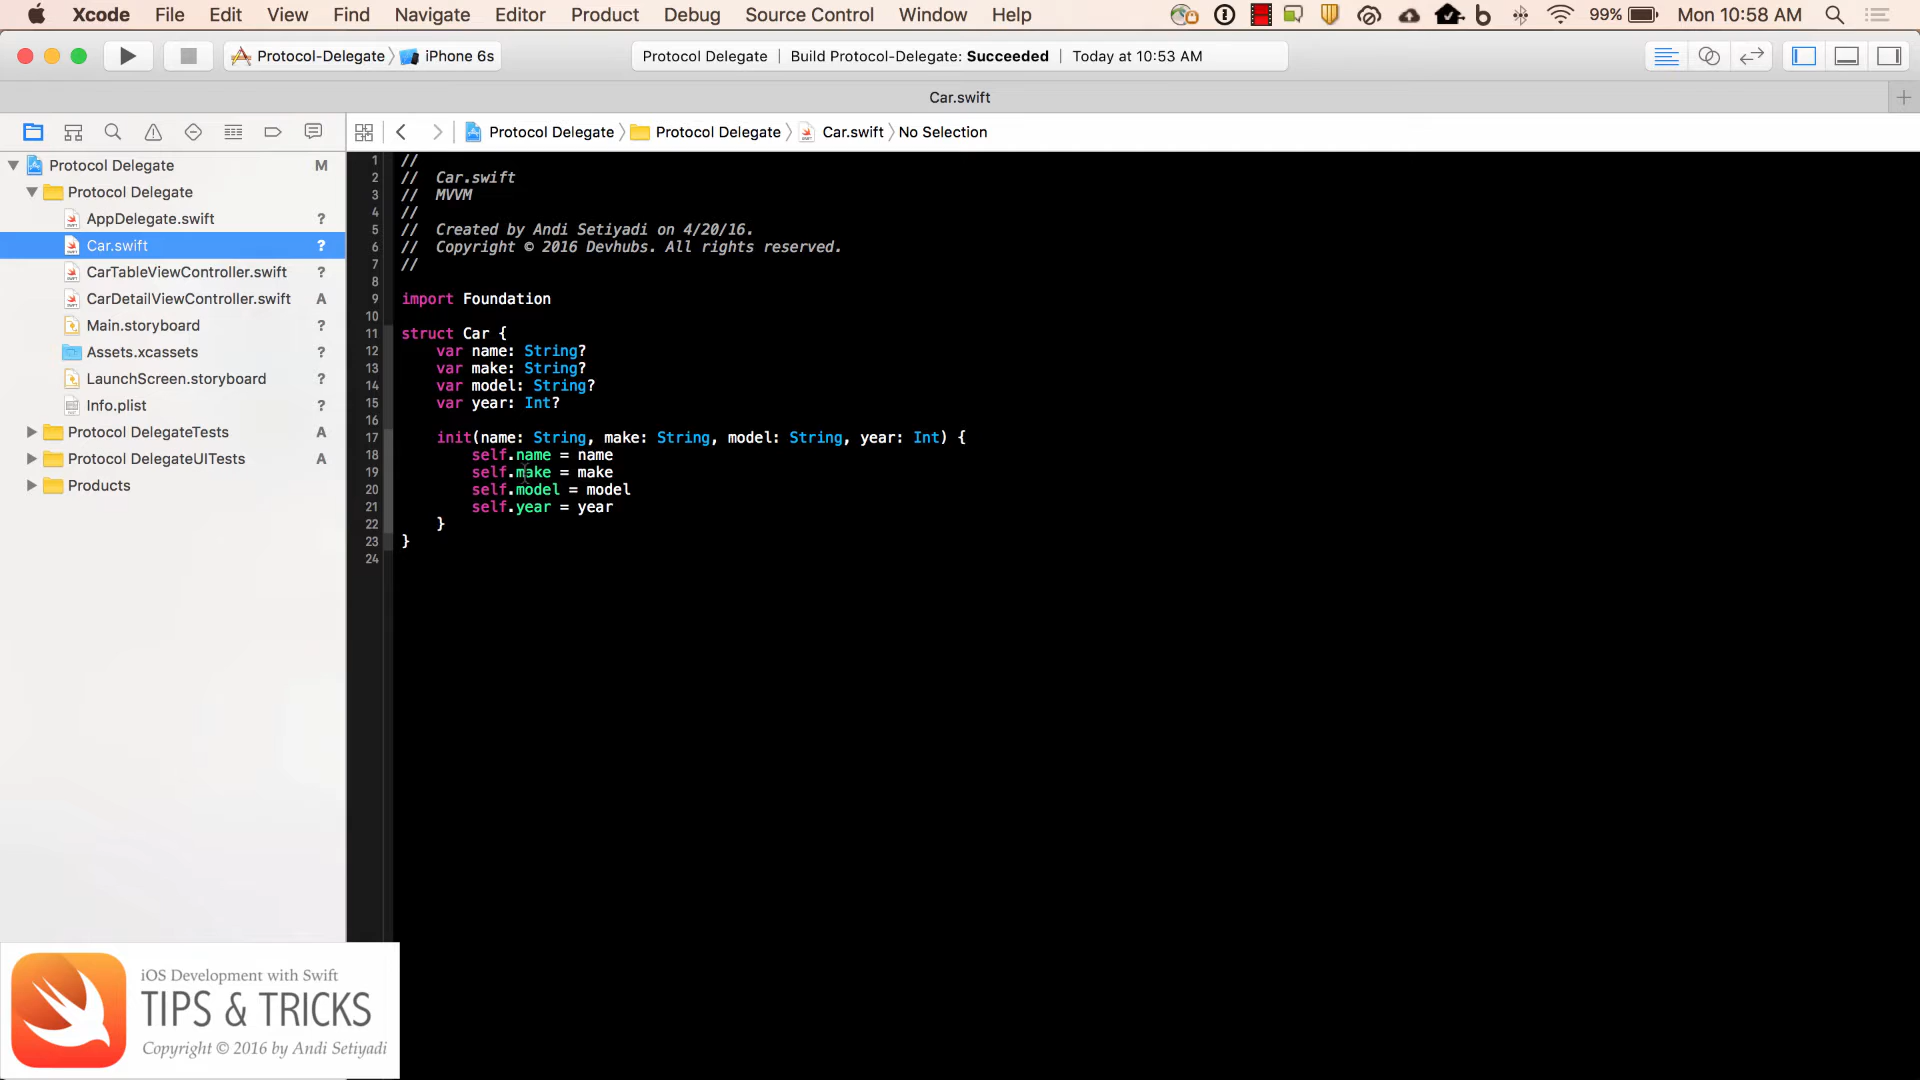 Xcode File Edit View Find Navigate Editor Product Debug Source Control Window Help 99% Mon 10:58 AM
Protocol-Delegate iPhone 6s Protocol Delegate | Build Protocol-Delegate: Succeeded | Today at 10:53 AM
Car.swift
Protocol Delegate Protocol Delegate Car.swift No Selection
Protocol Delegate M
Protocol Delegate
AppDelegate.swift ?
Car.swift ?
CarTableViewController.swift ?
CarDetailViewController.swift A
Main.storyboard ?
Assets.xcassets ?
LaunchScreen.storyboard ?
Info.plist ?
Protocol DelegateTests A
Protocol DelegateUITests A
Products
1 //
2 // Car.swift
3 // MVVM
4 //
5 // Created by Andi Setiyadi on 4/20/16.
6 // Copyright © 2016 Devhubs. All rights reserved.
7 //
8
9 import Foundation
10
11 struct Car {
12 var name: String?
13 var make: String?
14 var model: String?
15 var year: Int?
16
17 init(name: String, make: String, model: String, year: Int) {
18 self.name = name
19 self.make = make
20 self.model = model
21 self.year = year
22 }
23 }
24
iOS Development with Swift
TIPS & TRICKS
Copyright © 2016 by Andi Setiyadi